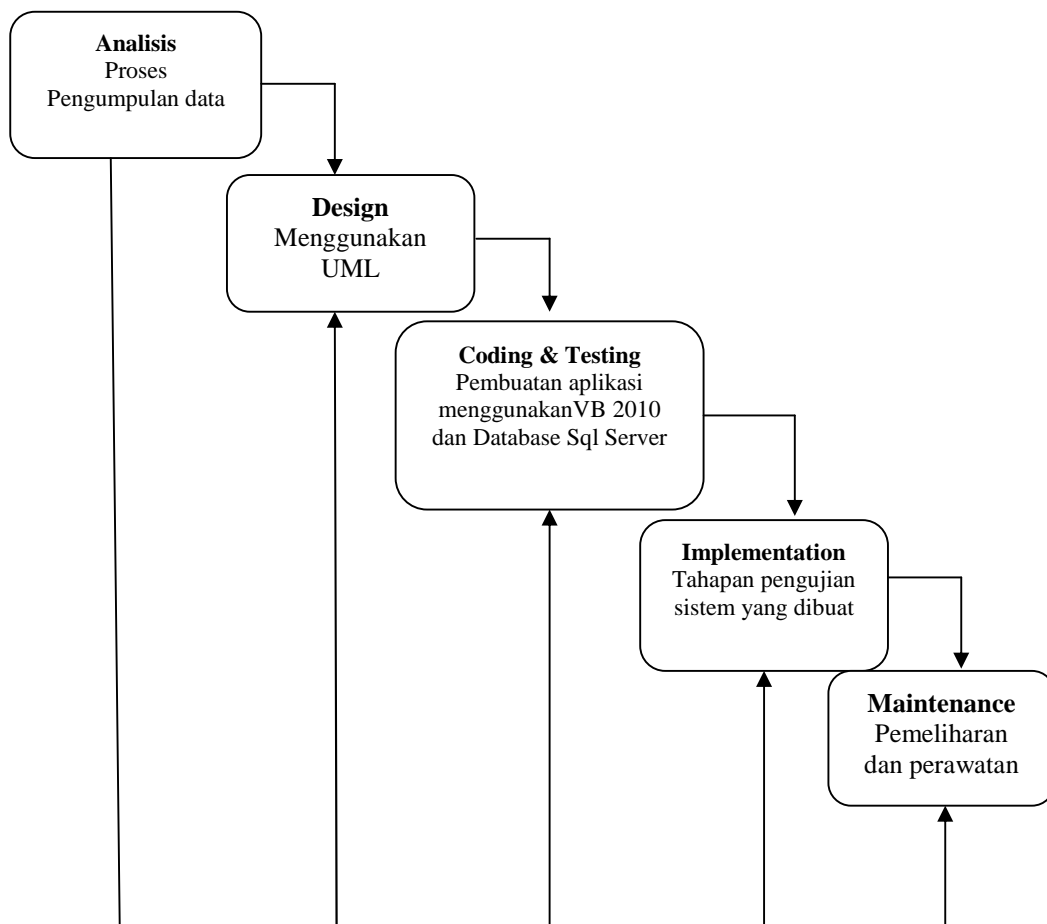 Analisis
Proses
Pengumpulan data
Design
Menggunakan
UML
Coding & Testing
Pembuatan aplikasi
menggunakanVB 2010
dan Database Sql Server
Implementation
Tahapan pengujian
sistem yang dibuat
Maintenance
Pemeliharan
dan perawatan